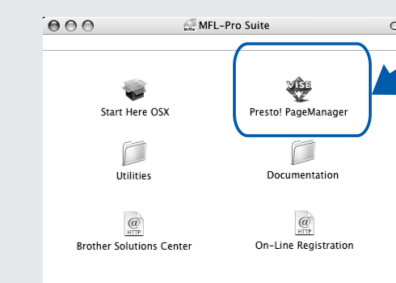 MFL-Pro Suite
Start Here OSX
Presto! PageManager
Utilities
Documentation
Brother Solutions Center
On-Line Registration